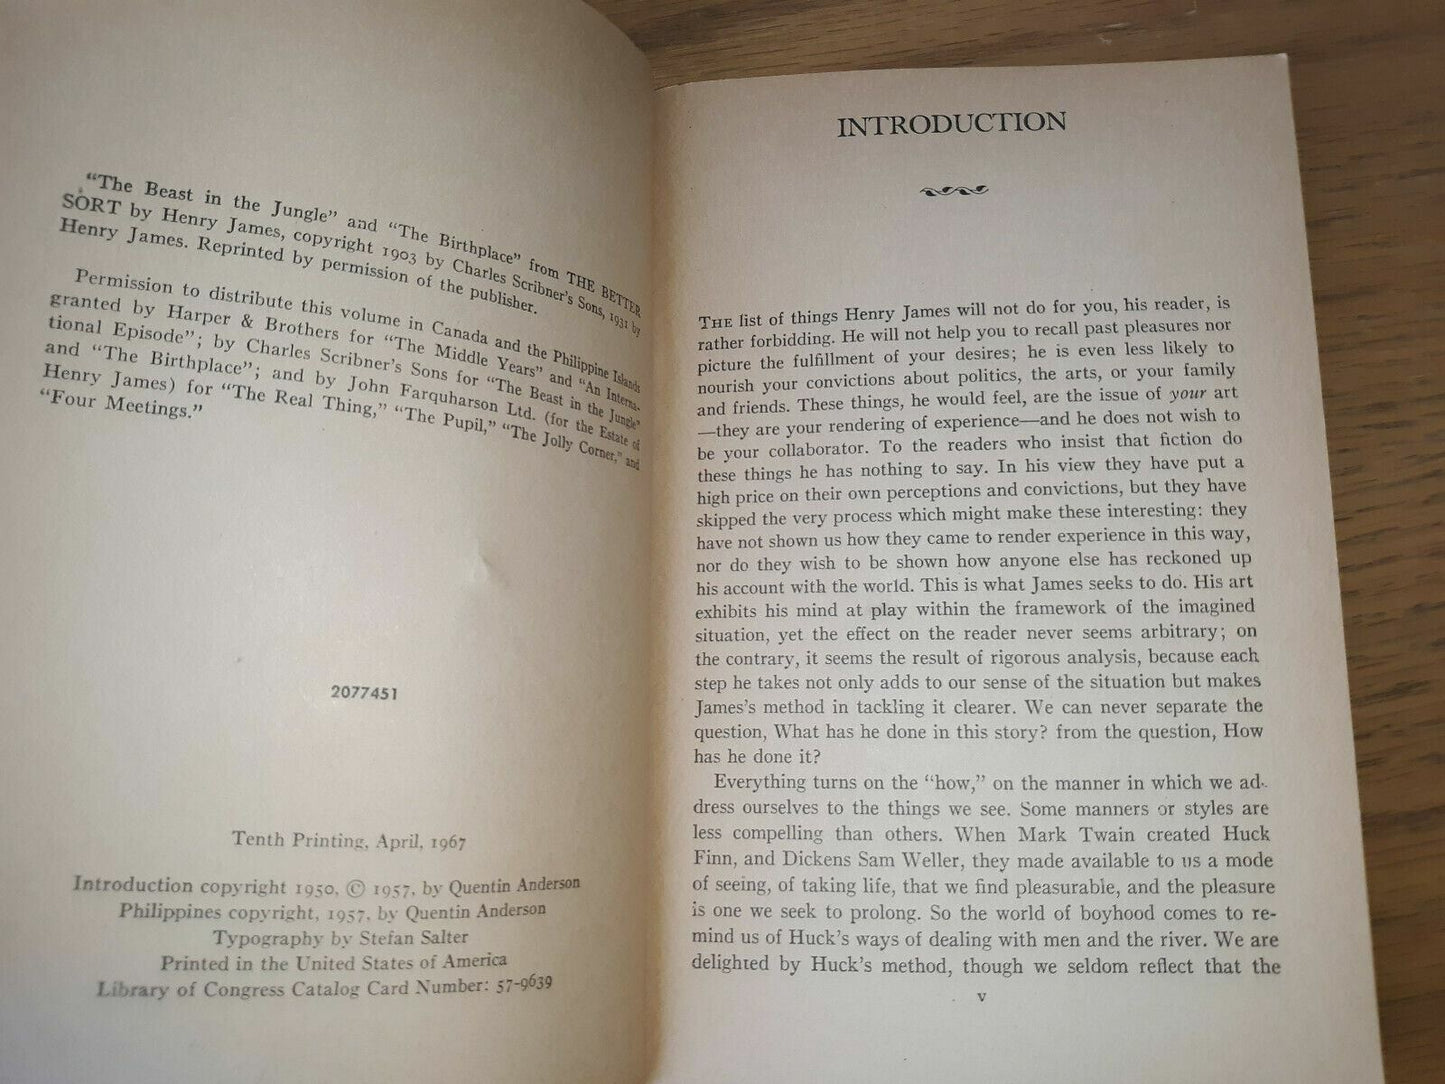 "The Beast in the Jungle" and "The Birthplace" from THE BETTER
SORT by Henry James, copyright 1903 by Charles Scribner's Sons, 1931 by
Henry James. Reprinted by permission of the publisher.
Permission to distribute this volume in Canada and the Philippine Islands
granted by Harper & Brothers for "The Middle Years" and "An Interna-
tional Episode"; by Charles Scribner's Sons for "The Beast in the Jungle"
and "The Birthplace"; and by John Farquharson Ltd. (for the Estate of
Henry James) for "The Real Thing," "The Pupil," "The Jolly Corner," and
"Four Meetings."
2077451
Tenth Printing, April, 1967
Introduction copyright 1950, © 1957, by Quentin Anderson
Philippines copyright, 1957, by Quentin Anderson
Typography by Stefan Salter
Printed in the United States of America
Library of Congress Catalog Card Number: 57-9639
INTRODUCTION
THE list of things Henry James will not do for you, his reader, is
rather forbidding. He will not help you to recall past pleasures nor
picture the fulfillment of your desires; he is even less likely to
nourish your convictions about politics, the arts, or your family
and friends. These things, he would feel, are the issue of your art
—they are your rendering of experience—and he does not wish to
be your collaborator. To the readers who insist that fiction do
these things he has nothing to say. In his view they have put a
high price on their own perceptions and convictions, but they have
skipped the very process which might make these interesting: they
have not shown us how they came to render experience in this way,
nor do they wish to be shown how anyone else has reckoned up
his account with the world. This is what James seeks to do. His art
exhibits his mind at play within the framework of the imagined
situation, yet the effect on the reader never seems arbitrary; on
the contrary, it seems the result of rigorous analysis, because each
step he takes not only adds to our sense of the situation but makes
James's method in tackling it clearer. We can never separate the
question, What has he done in this story? from the question, How
has he done it?
Everything turns on the "how," on the manner in which we ad-
dress ourselves to the things we see. Some manners or styles are
less compelling than others. When Mark Twain created Huck
Finn, and Dickens Sam Weller, they made available to us a mode
of seeing, of taking life, that we find pleasurable, and the pleasure
is one we seek to prolong. So the world of boyhood comes to re-
mind us of Huck's ways of dealing with men and the river. We are
delighted by Huck's method, though we seldom reflect that the
v